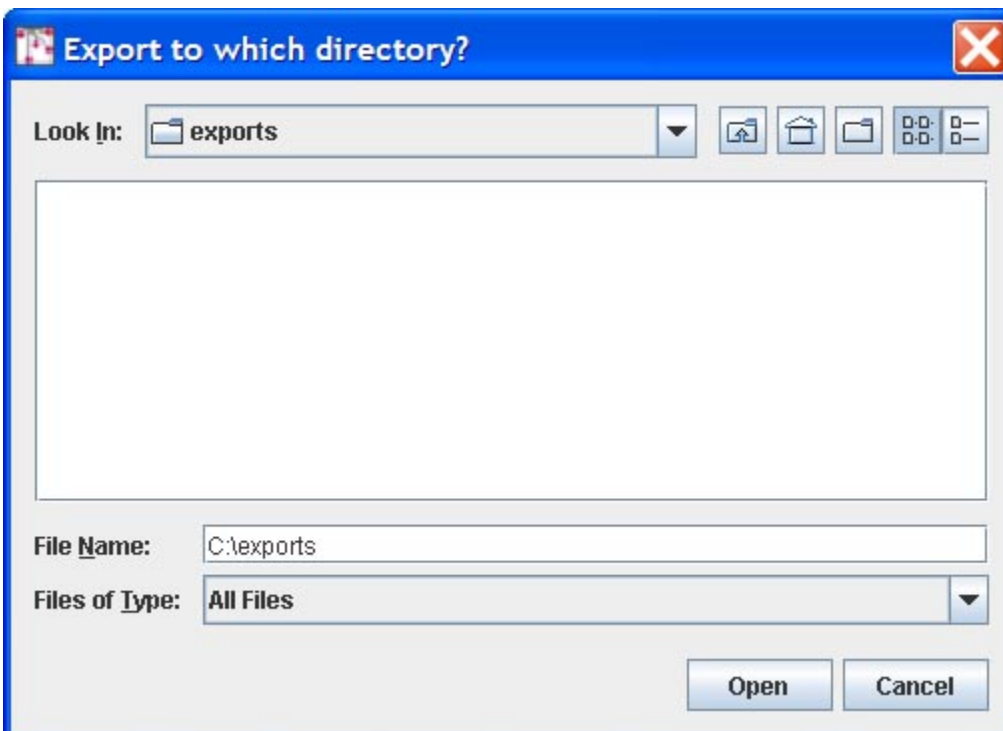 Export to which directory?
Look In: exports
File Name: C:\exports
Files of Type: All Files
Open Cancel